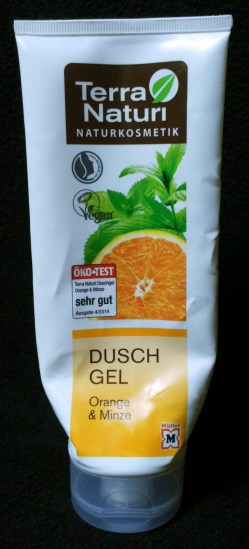 Terra
Naturi
NATURKOSMETIK
Vegan
ÖKO-TEST
Terra Naturi Duschgel
Orange & Minze
sehr gut
Ausgabe 4/2014
DUSCH
GEL
Orange
& Minze
Müller
M